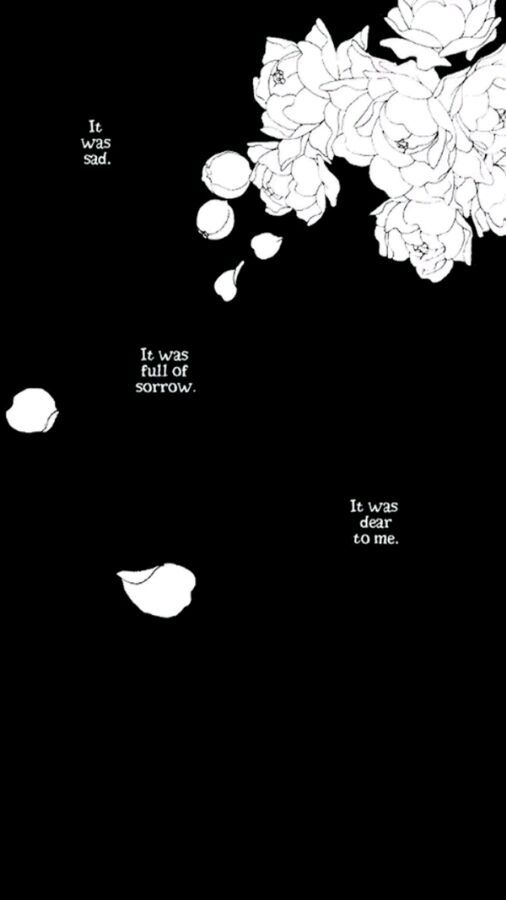 It
was
sad.
It was
full of
sorrow.
It was
dear
to me.